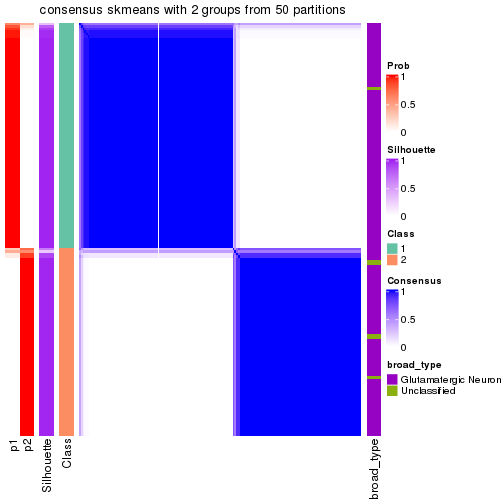 consensus skmeans with 2 groups from 50 partitions
Prob
1
0.5
0
Silhouette
1
0.5
0
Class
1
2
Consensus
1
0.5
0
broad_type
Glutamatergic Neuron
Unclassified
p1
p2
Silhouette
Class
broad_type